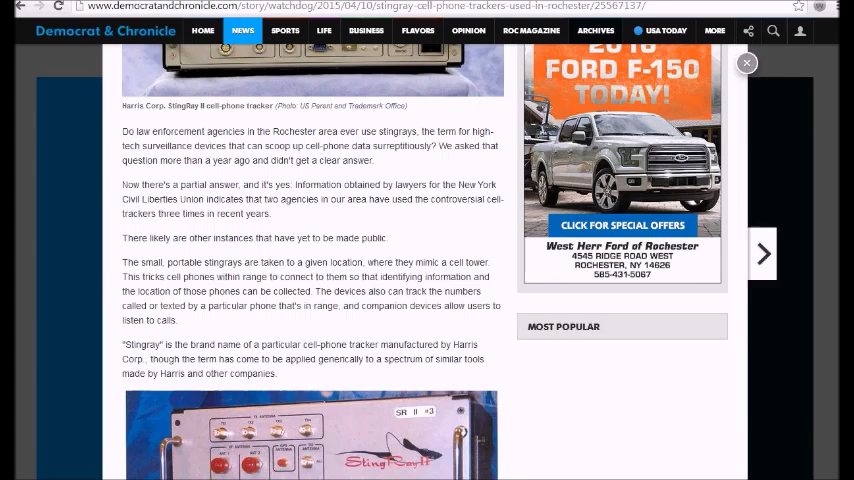 www.democratandchronicle.com/story/watchdog/2015/04/10/stingray-cell-phone-trackers-used-in-rochester/25567137/
Democrat & Chronicle HOME NEWS SPORTS LIFE BUSINESS FLAVORS OPINION ROC MAGAZINE ARCHIVES USA TODAY MORE
Harris Corp. StingRay II cell-phone tracker (Photo: US Parent and Trademark Office)
Do law enforcement agencies in the Rochester area ever use stingrays, the term for high-
tech surveillance devices that can scoop up cell-phone data surreptitiously? We asked that
question more than a year ago and didn't get a clear answer.
Now there's a partial answer, and it's yes: Information obtained by lawyers for the New York
Civil Liberties Union indicates that two agencies in our area have used the controversial cell-
trackers three times in recent years.
There likely are other instances that have yet to be made public.
The small, portable stingrays are taken to a given location, where they mimic a cell tower.
This tricks cell phones within range to connect to them so that identifying information and
the location of those phones can be collected. The devices also can track the numbers
called or texted by a particular phone that's in range, and companion devices allow users to
listen to calls.
"Stingray" is the brand name of a particular cell-phone tracker manufactured by Harris
Corp., though the term has come to be applied generically to a spectrum of similar tools
made by Harris and other companies.
SR II #3
StingRay II
2016
FORD F-150
TODAY!
CLICK FOR SPECIAL OFFERS
West Herr Ford of Rochester
4545 RIDGE ROAD WEST
ROCHESTER, NY 14626
585-431-5067
MOST POPULAR